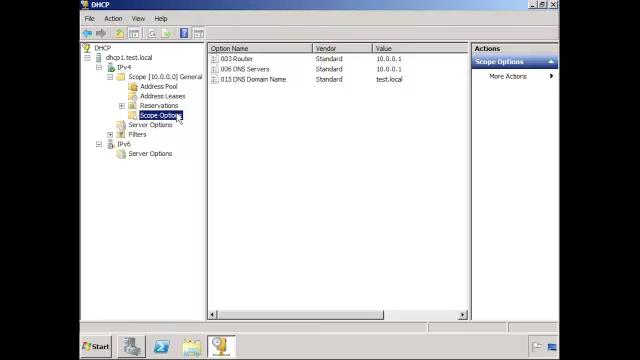 DHCP
File Action View Help
DHCP
dhcp1.test.local
IPv4
Scope [10.0.0.0] General
Address Pool
Address Leases
Reservations
Scope Options
Server Options
Filters
IPv6
Server Options
Option Name Vendor Value
003 Router Standard 10.0.0.1
006 DNS Servers Standard 10.0.0.1
015 DNS Domain Name Standard test.local
Actions
Scope Options
More Actions
Start